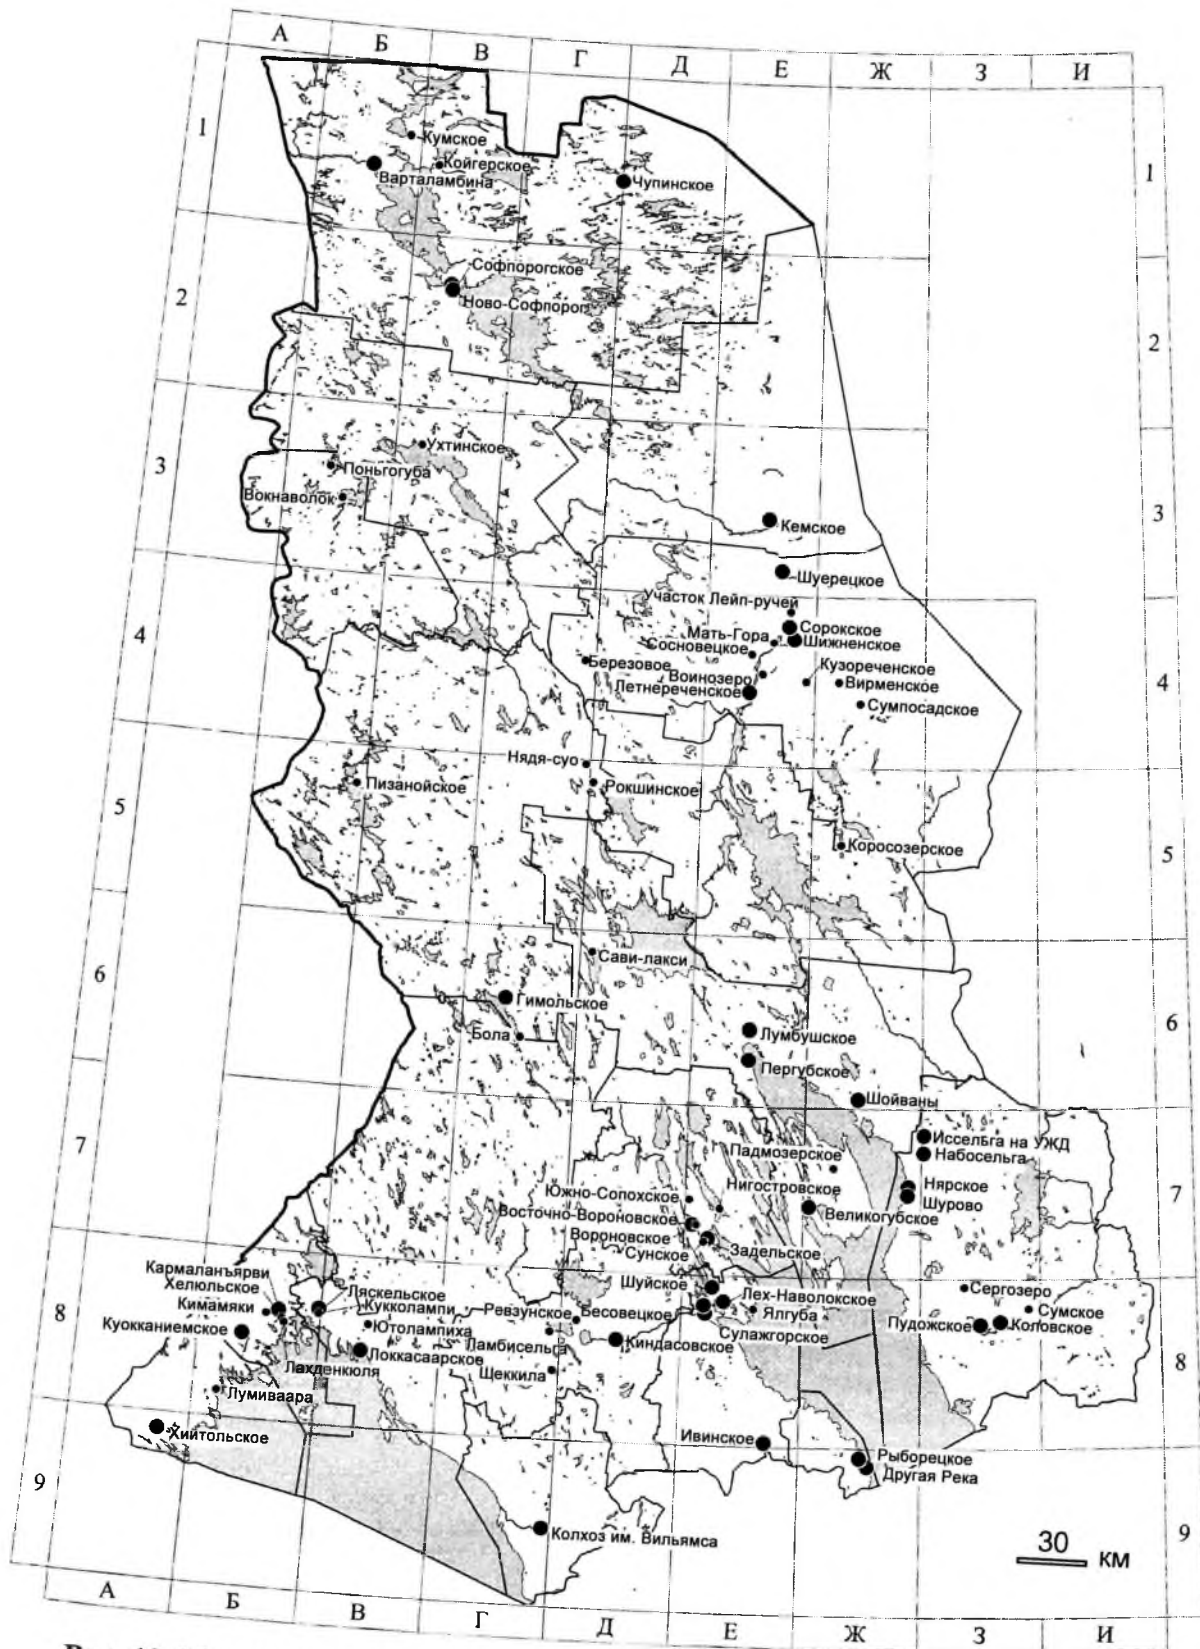 А Б В Г Д Е Ж З И
1
Кумское
Койгерское
Варталамбина
Чупинское
1
2
Софпорогское
Ново-Софпорог
2
3
Ухтинское
Поньгогуба
Вокнаволок
3
Кемское
Шуерецкое
Участок Лейп-ручей
4
Сорокское
Мать-Гора
Шижненское
Сосновецкое
Березовое
Кузореченское
Воинозеро
Вирменское
4
Летнереченское
Сумпосадское
Нядя-суо
5
Пизанойское
Рокшинское
Коросозерское
5
6
Сави-лакси
Гимольское
Бола
Лумбушское
6
Пергубское
Шойваны
7
Иссельга на УЖД
Набосельга
Падмозерское
Нярское
7
Нигостровское
Шурово
Южно-Сопохское
Великогубское
Восточно-Вороновское
Вороновское
Задельское
Сунское
Кармаланъярви
Хелюльское
Ляскельское
Шуйское
Сергозеро
Кимамяки
Кукколампи
Ревзунское
Бесовецкое
Лех-Наволокское
Ялгуба
Сумское
8
Куокканиемское
Ютолампиха
Сулажгорское
Пудожское
Коловское
Ламбисельга
Киндасовское
Локкасаарское
Лахденкюля
Щеккила
8
Лумиваара
Хийтольское
Ивинское
Рыборецкое
Другая Река
9
Колхоз им. Вильямса
30 км
9
А Б В Г Д Е Ж З И